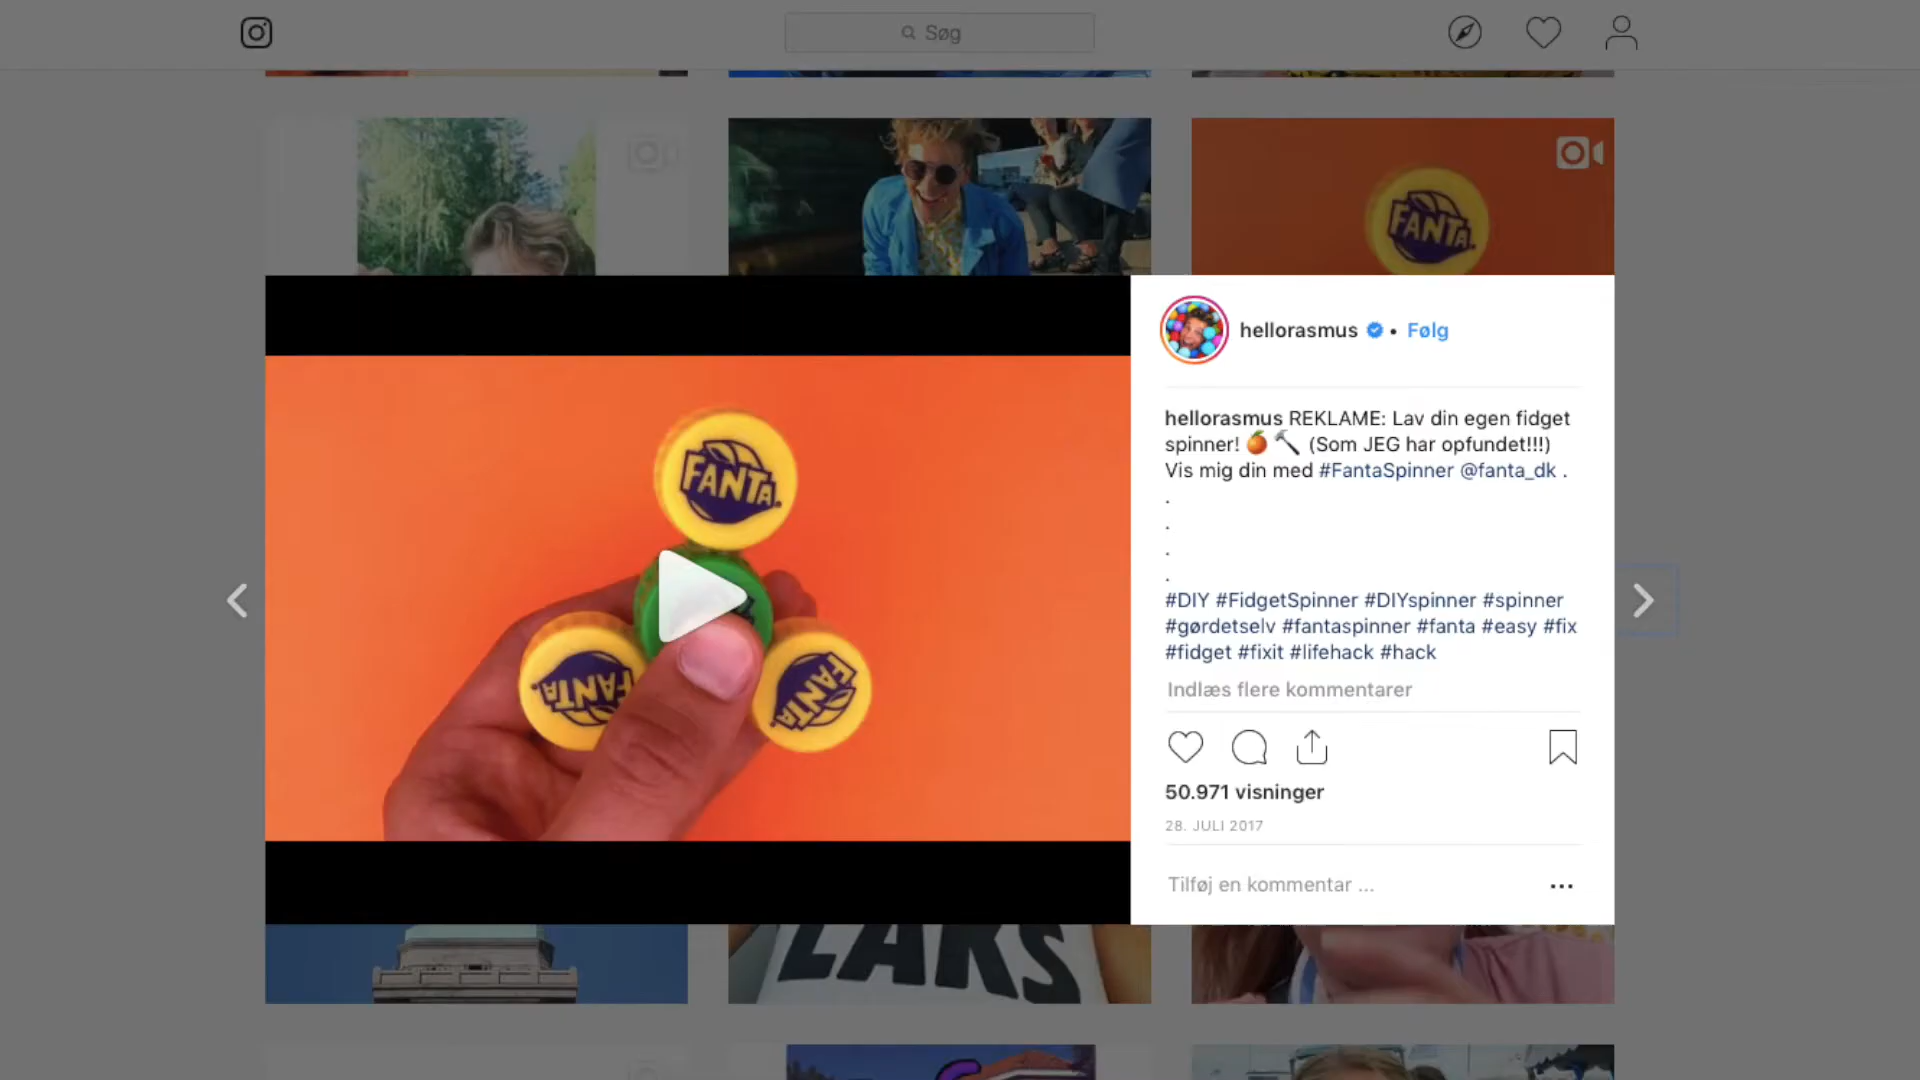 Søg
FANTA
FANTA
FANTA
FANTA
hellorasmus • Følg
hellorasmus REKLAME: Lav din egen fidget
spinner! 🍊 🔨 (Som JEG har opfundet!!!)
Vis mig din med #FantaSpinner @fanta_dk .
.
.
.
.
#DIY #FidgetSpinner #DIYspinner #spinner
#gørdetselv #fantaspinner #fanta #easy #fix
#fidget #fixit #lifehack #hack
Indlæs flere kommentarer
50.971 visninger
28. JULI 2017
Tilføj en kommentar ...
LAKS